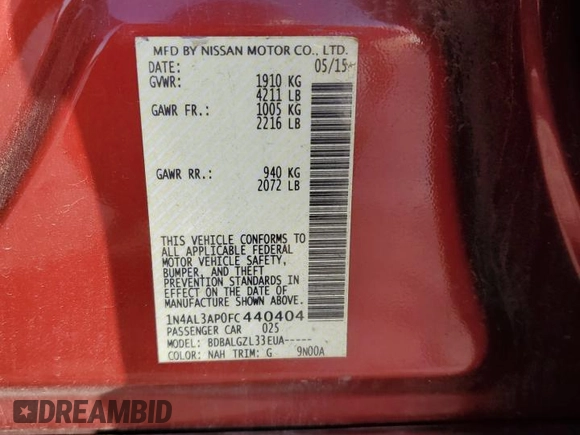 MFD BY NISSAN MOTOR CO., LTD.
DATE: 05/15
GVWR: 1910 KG
4211 LB
GAWR FR.: 1005 KG
2216 LB
GAWR RR.: 940 KG
2072 LB
THIS VEHICLE CONFORMS TO
ALL APPLICABLE FEDERAL
MOTOR VEHICLE SAFETY,
BUMPER, AND THEFT
PREVENTION STANDARDS IN
EFFECT ON THE DATE OF
MANUFACTURE SHOWN ABOVE.
1N4AL3AP0FC440404
PASSENGER CAR 025
MODEL: BDBALGZL33EUA-----
COLOR: NAH TRIM: G 9N00A
DREAMBID